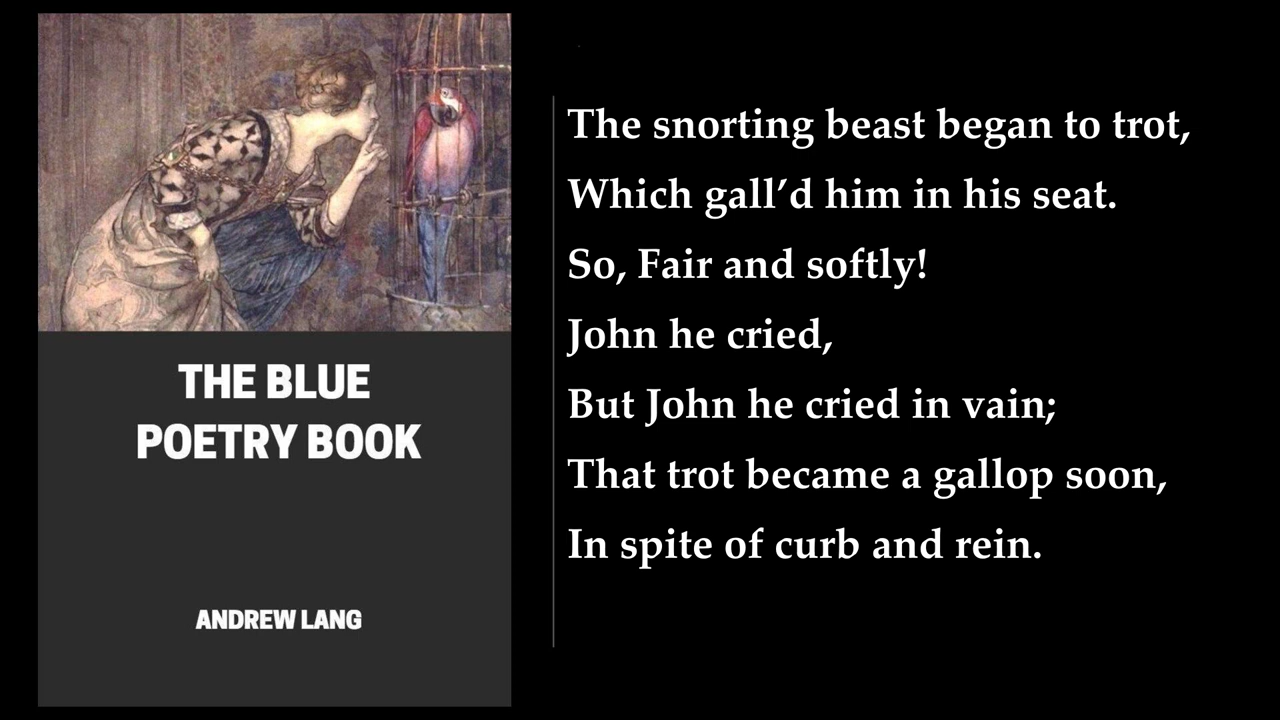 THE BLUE
POETRY BOOK
ANDREW LANG
The snorting beast began to trot,
Which gall’d him in his seat.
So, Fair and softly!
John he cried,
But John he cried in vain;
That trot became a gallop soon,
In spite of curb and rein.